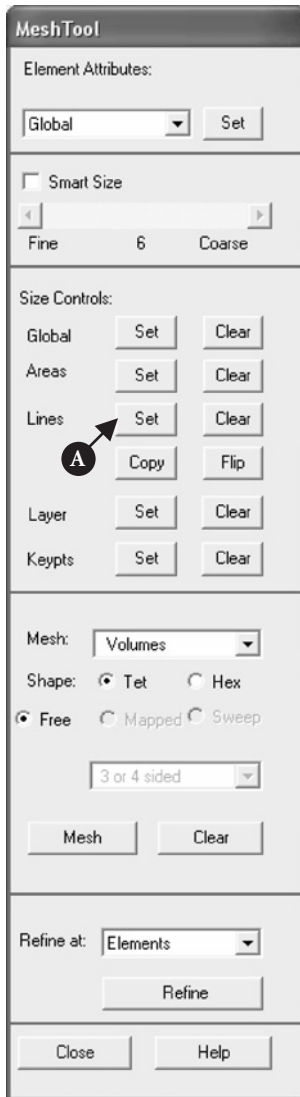 MeshTool
Element Attributes:
Global Set
Smart Size
Fine 6 Coarse
Size Controls:
Global Set Clear
Areas Set Clear
Lines Set Clear
A
Copy Flip
Layer Set Clear
Keypts Set Clear
Mesh: Volumes
Shape: Tet Hex
Free Mapped Sweep
3 or 4 sided
Mesh Clear
Refine at: Elements
Refine
Close Help